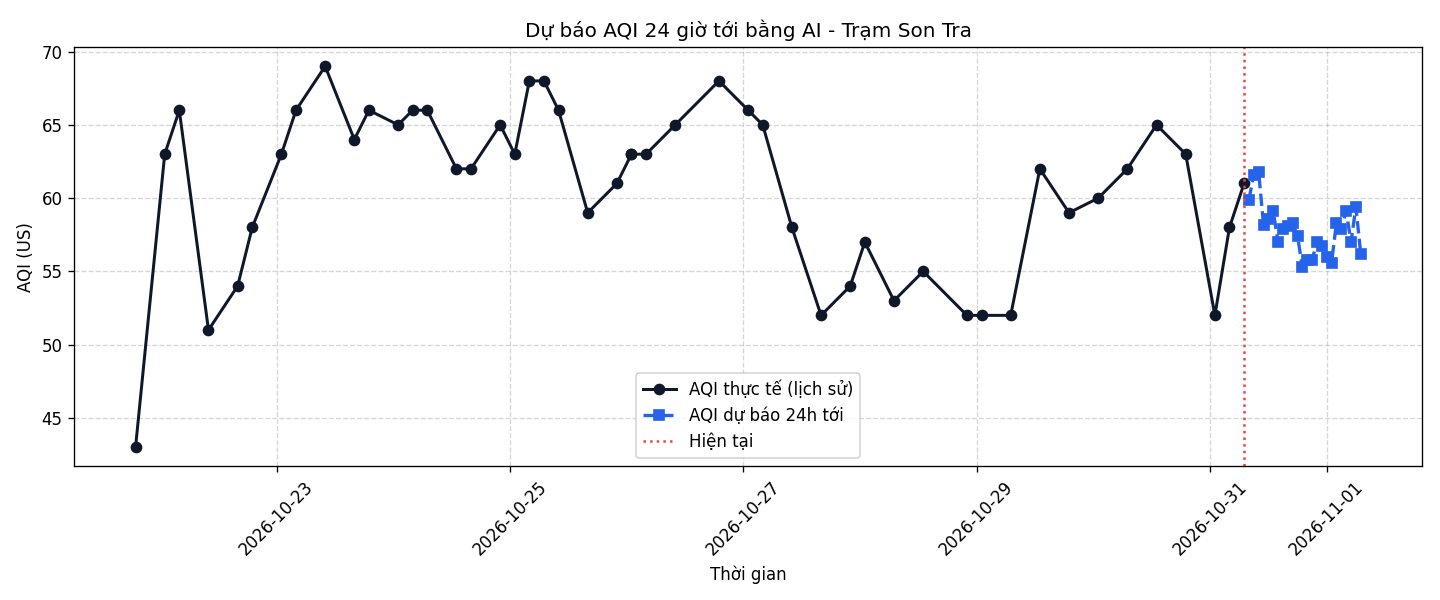 Dự báo AQI 24 giờ tới bằng AI - Trạm Son Tra
AQI (US)
70
65
60
55
50
45
AQI thực tế (lịch sử)
AQI dự báo 24h tới
Hiện tại
2026-10-23
2026-10-25
2026-10-27
2026-10-29
2026-10-31
2026-11-01
Thời gian